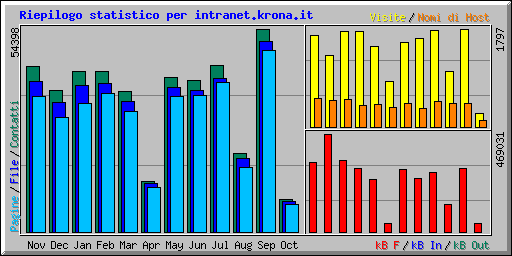 Riepilogo statistico per intranet.krona.it
Visite / Nomi di Host
54398
1797
469031
Pagine / File / Contatti
Nov Dec Jan Feb Mar Apr May Jun Jul Aug Sep Oct
kB F / kB In / kB Out